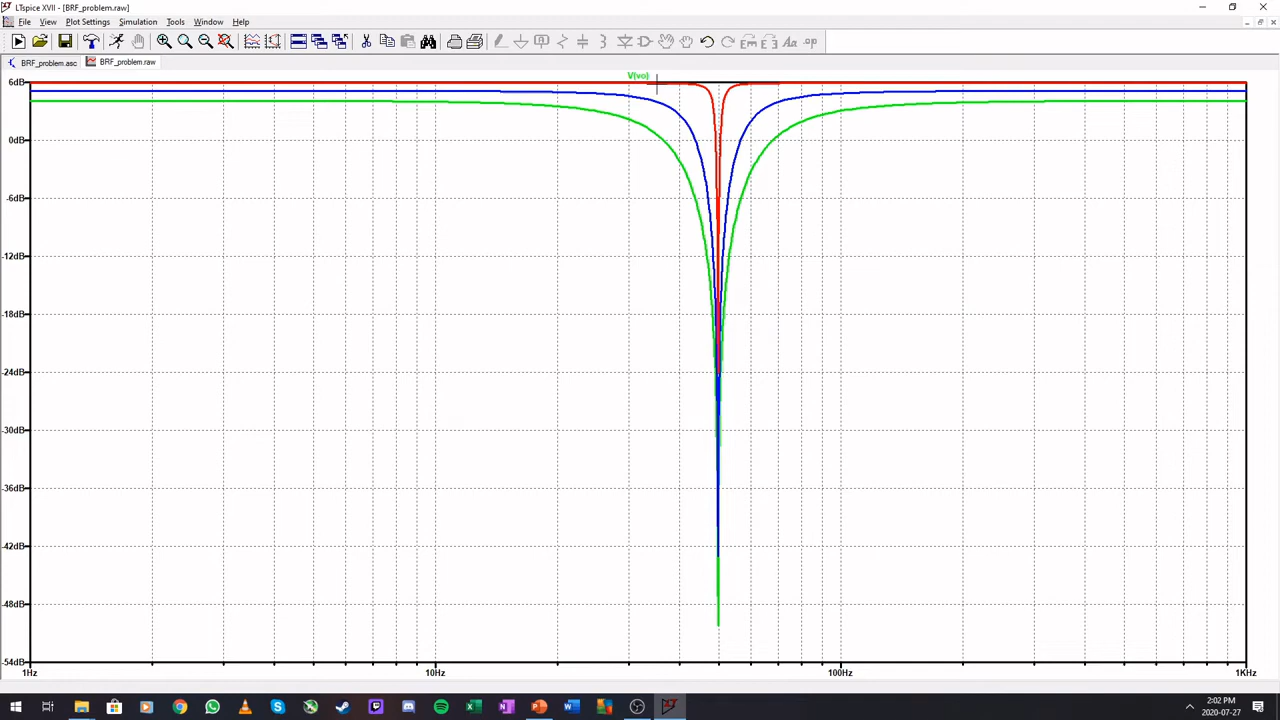 LTspice XVII - [BRF_problem.raw]
File View Plot Settings Simulation Tools Window Help
BRF_problem.asc BRF_problem.raw
V(vo)
6dB
0dB
-6dB
-12dB
-18dB
-24dB
-30dB
-36dB
-42dB
-48dB
-54dB
1Hz 10Hz 100Hz 1KHz
2:02 PM
2020-07-27